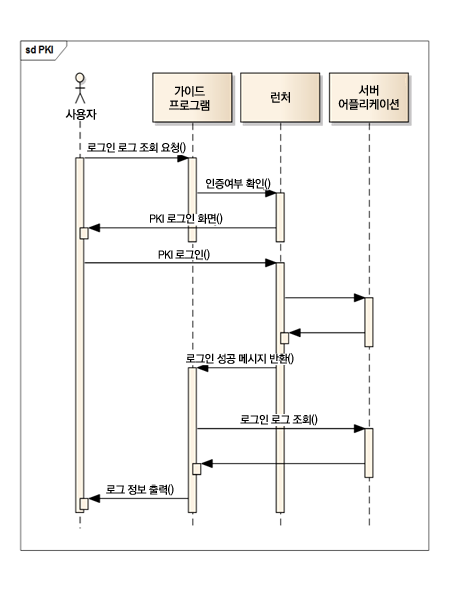 sd PKI
사용자
가이드
프로그램
런처
서버
어플리케이션
로그인 로그 조회 요청()
인증여부 확인()
PKI 로그인 화면()
PKI 로그인()
로그인 성공 메시지 반환()
로그인 로그 조회()
로그 정보 출력()